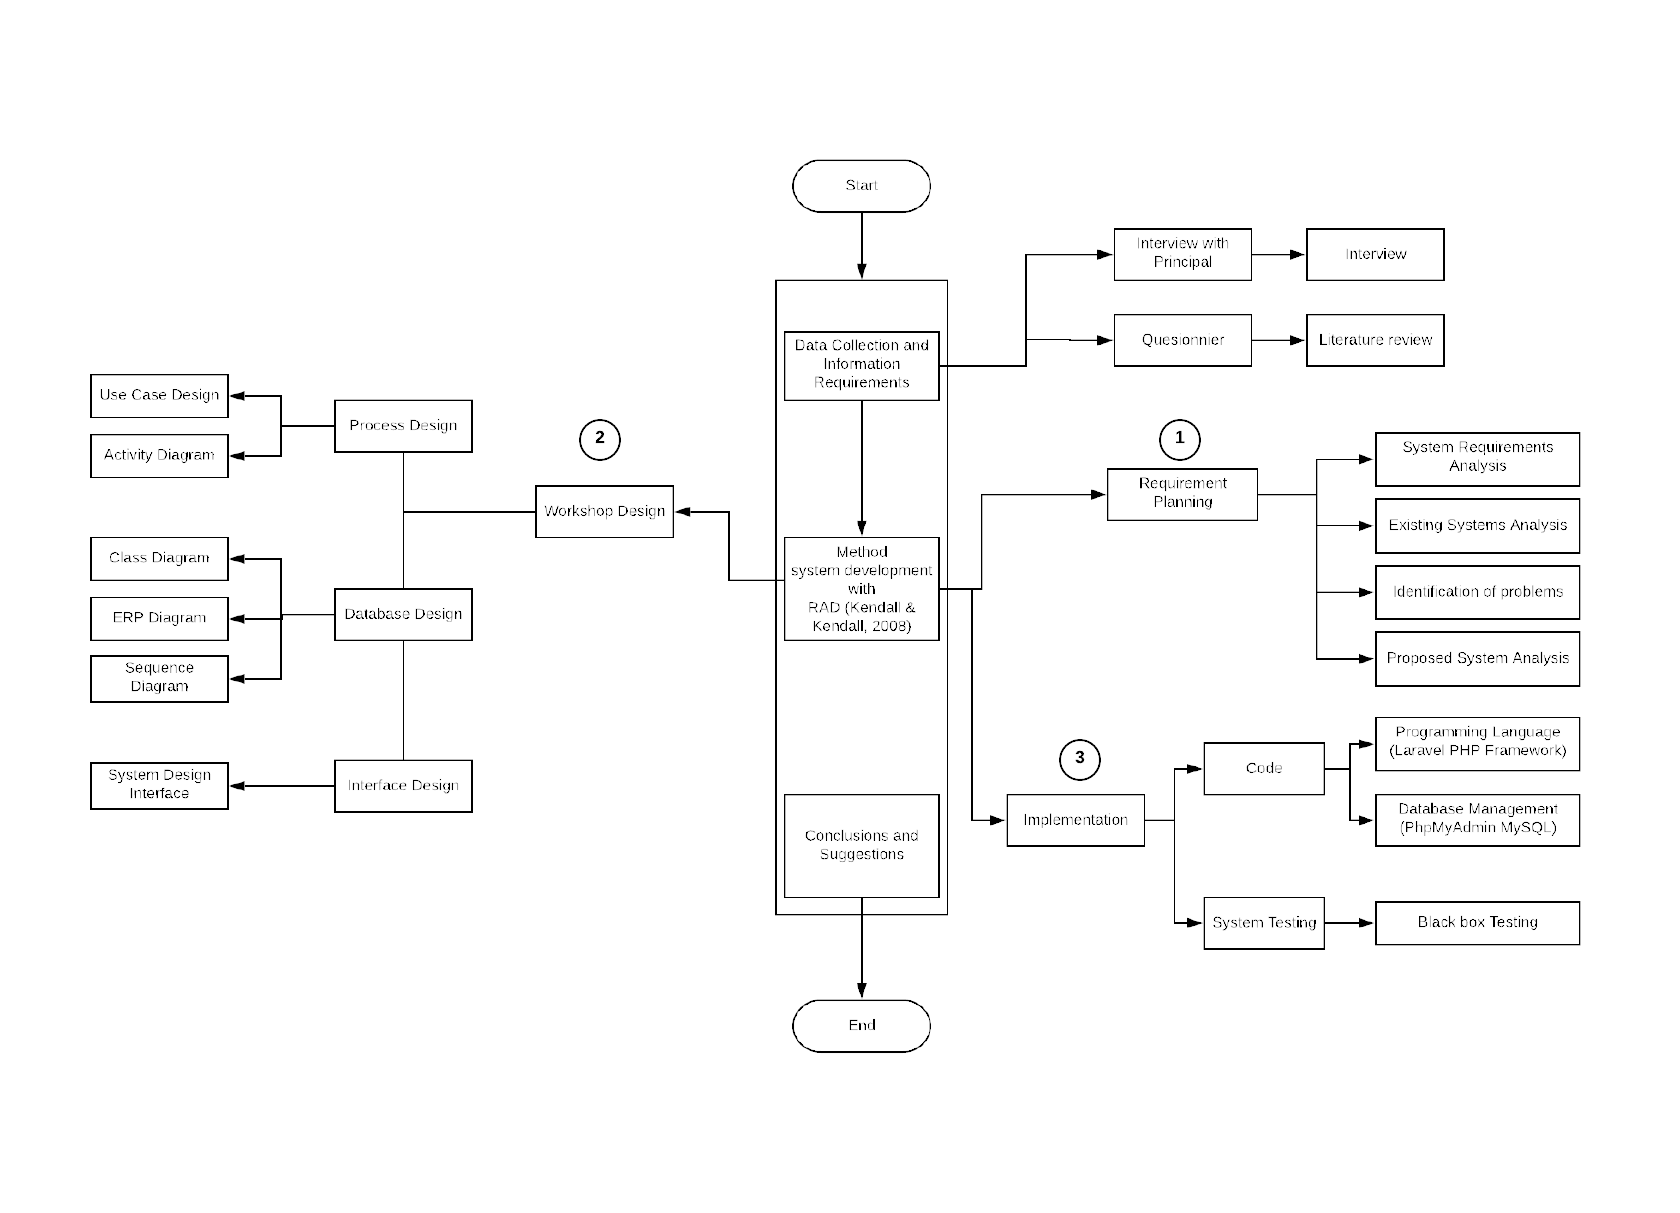 Start
Interview with
Principal
Interview
Quesionnier
Literature review
Data Collection and
Information
Requirements
Use Case Design
Process Design
Activity Diagram
2
1
Requirement
Planning
System Requirements
Analysis
Existing Systems Analysis
Identification of problems
Proposed System Analysis
Workshop Design
Method
system development
with
RAD (Kendall &
Kendall, 2008)
Class Diagram
ERP Diagram
Database Design
Sequence
Diagram
System Design
Interface
Interface Design
3
Implementation
Code
Programming Language
(Laravel PHP Framework)
Database Management
(PhpMyAdmin MySQL)
Conclusions and
Suggestions
System Testing
Black box Testing
End